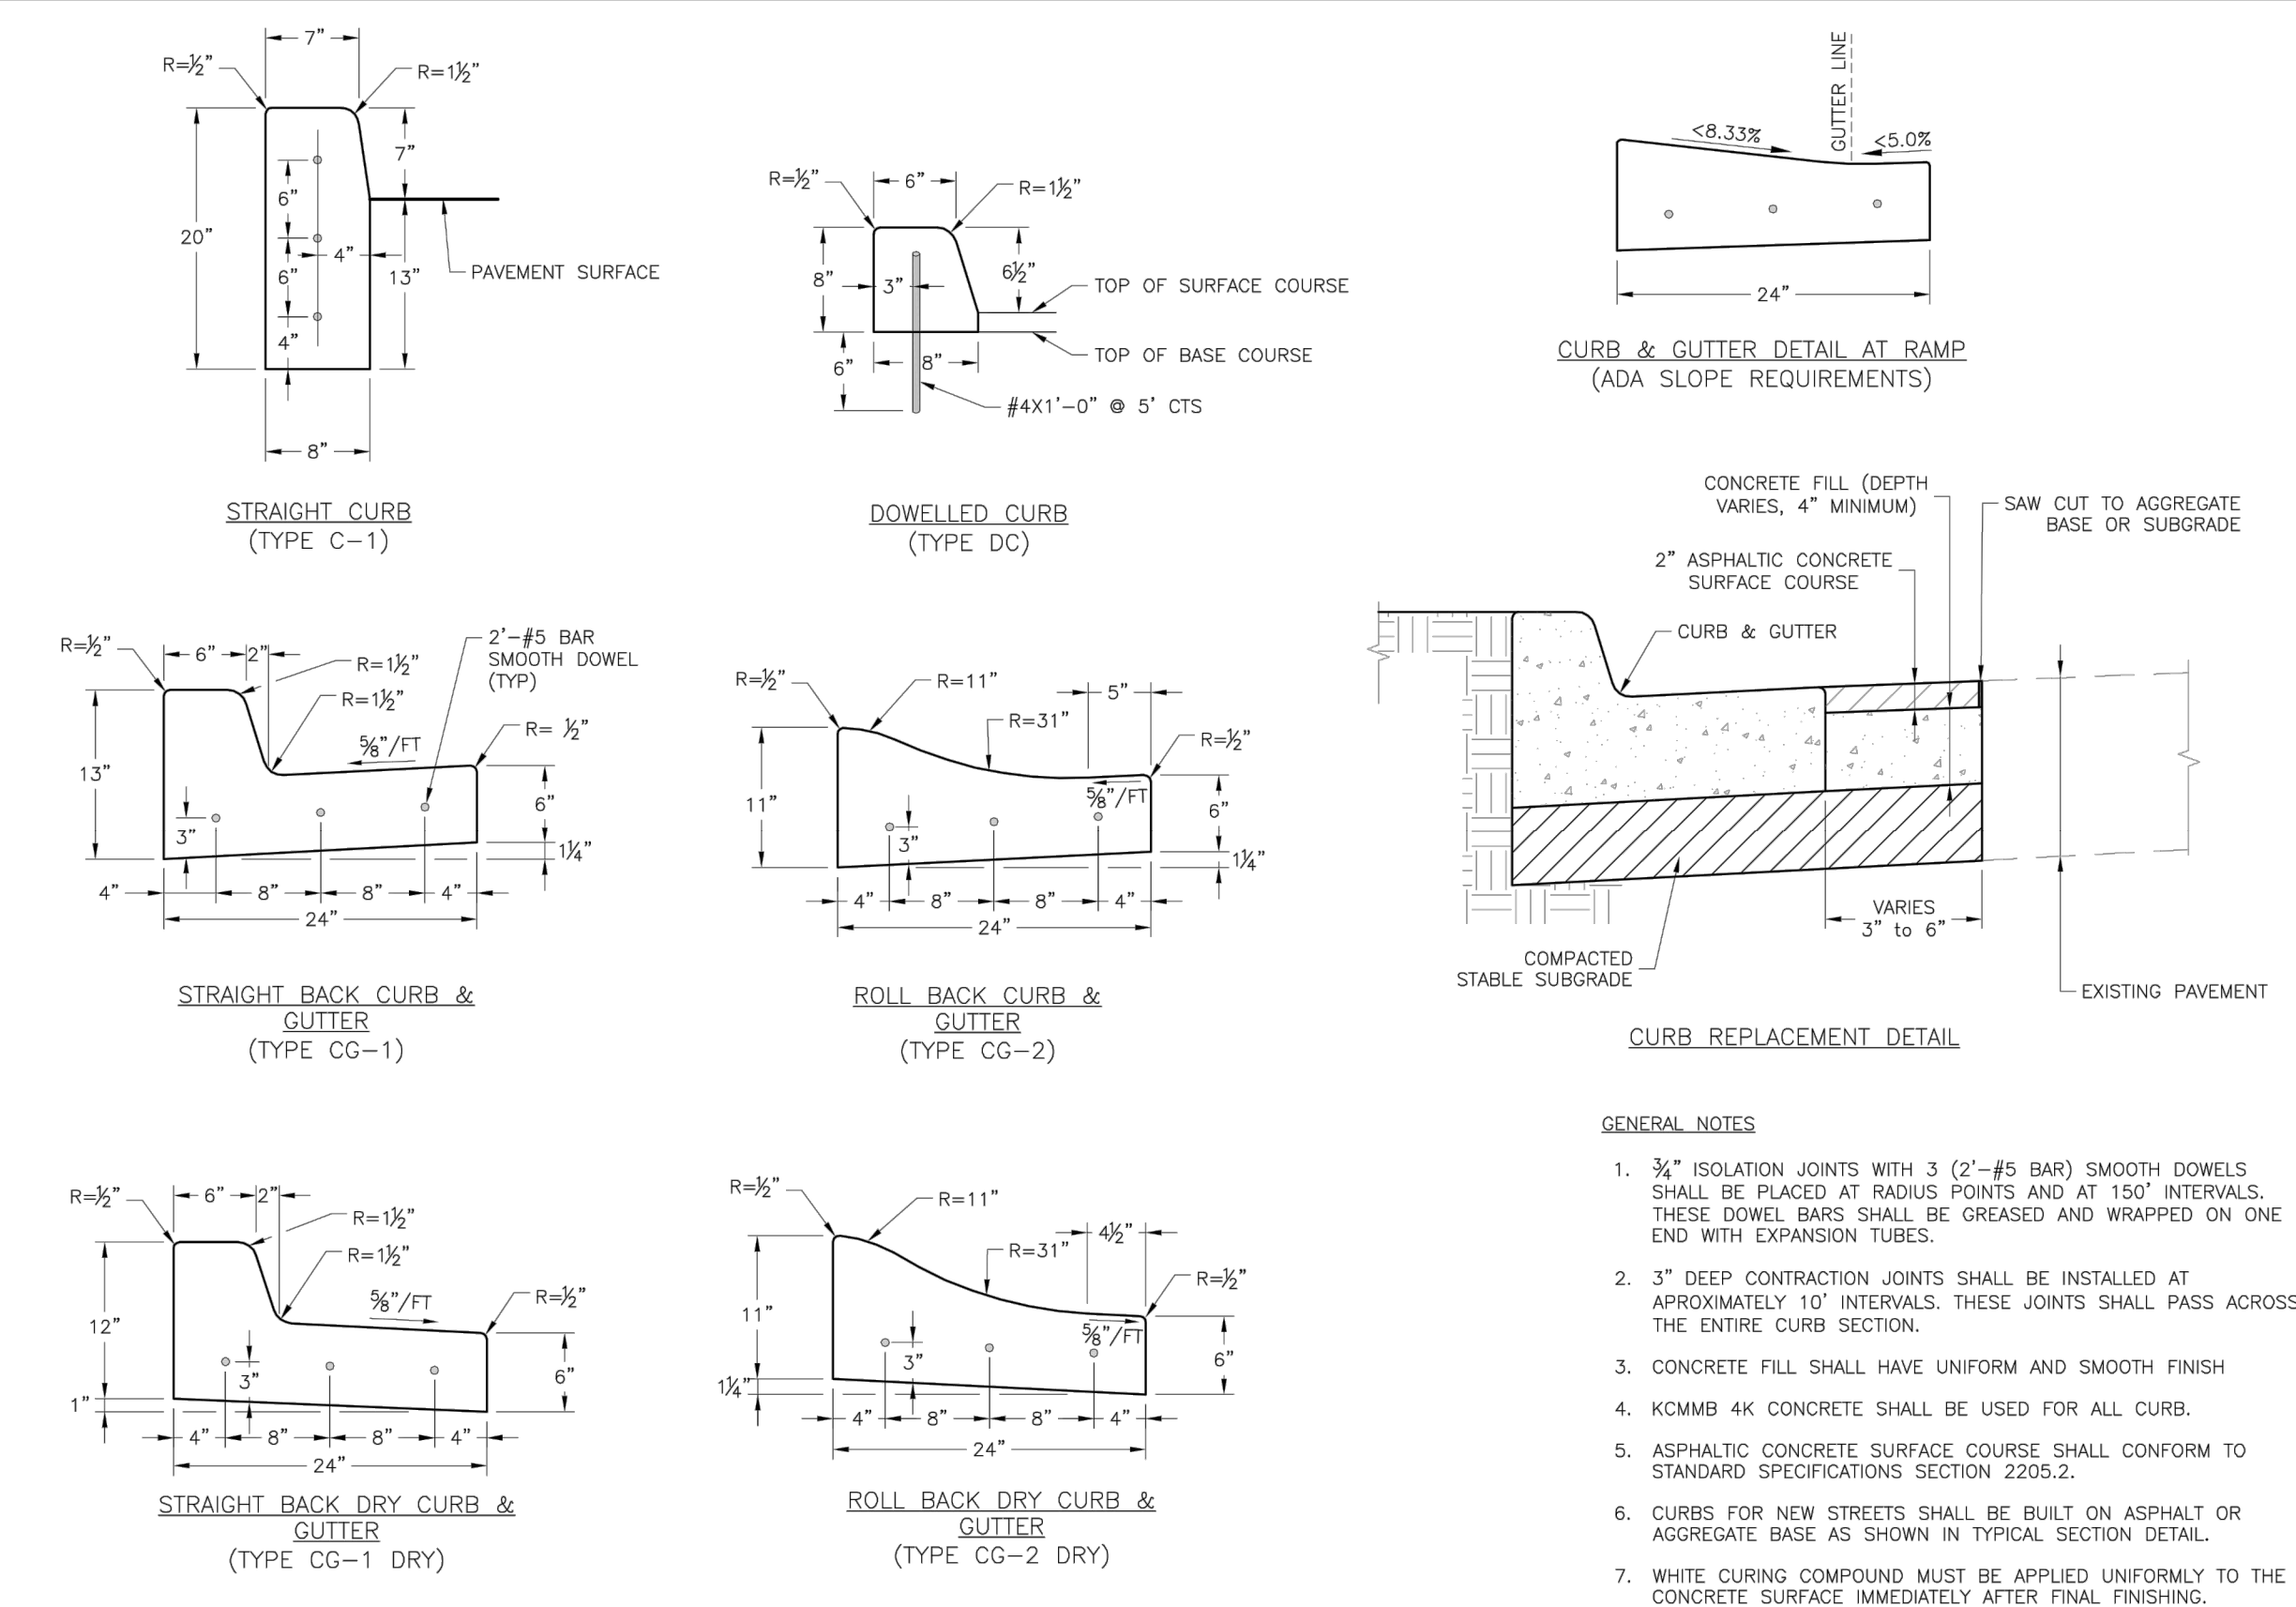 7”
R=½”
R=1½”
7”
20”
6”
4”
6”
13”
4”
PAVEMENT SURFACE
8”
STRAIGHT CURB
(TYPE C-1)
R=½”
6”
R=1½”
8”
3”
6½”
TOP OF SURFACE COURSE
TOP OF BASE COURSE
6”
8”
#4X1’-0” @ 5’ CTS
DOWELLED CURB
(TYPE DC)
GUTTER LINE
<8.33%
<5.0%
24”
CURB & GUTTER DETAIL AT RAMP
(ADA SLOPE REQUIREMENTS)
R=½”
6”
2”
R=1½”
R=1½”
2’-#5 BAR
SMOOTH DOWEL
(TYP)
R= ½”
⅝”/FT
13”
3”
6”
1¼”
4”
8”
8”
4”
24”
STRAIGHT BACK CURB &
GUTTER
(TYPE CG-1)
R=½”
R=11”
5”
R=31”
R=½”
⅝”/FT
11”
3”
6”
1¼”
4”
8”
8”
4”
24”
ROLL BACK CURB &
GUTTER
(TYPE CG-2)
CONCRETE FILL (DEPTH
VARIES, 4” MINIMUM)
SAW CUT TO AGGREGATE
BASE OR SUBGRADE
2” ASPHALTIC CONCRETE
SURFACE COURSE
CURB & GUTTER
VARIES
3” to 6”
COMPACTED
STABLE SUBGRADE
EXISTING PAVEMENT
CURB REPLACEMENT DETAIL
R=½”
6”
2”
R=1½”
R=1½”
⅝”/FT
R=½”
12”
3”
6”
1”
4”
8”
8”
4”
24”
STRAIGHT BACK DRY CURB &
GUTTER
(TYPE CG-1 DRY)
R=½”
R=11”
4½”
R=31”
R=½”
⅝”/FT
11”
3”
6”
1¼”
4”
8”
8”
4”
24”
ROLL BACK DRY CURB &
GUTTER
(TYPE CG-2 DRY)
GENERAL NOTES
1. ¾” ISOLATION JOINTS WITH 3 (2’-#5 BAR) SMOOTH DOWELS
SHALL BE PLACED AT RADIUS POINTS AND AT 150’ INTERVALS.
THESE DOWEL BARS SHALL BE GREASED AND WRAPPED ON ONE
END WITH EXPANSION TUBES.
2. 3” DEEP CONTRACTION JOINTS SHALL BE INSTALLED AT
APROXIMATELY 10’ INTERVALS. THESE JOINTS SHALL PASS ACROSS
THE ENTIRE CURB SECTION.
3. CONCRETE FILL SHALL HAVE UNIFORM AND SMOOTH FINISH
4. KCMMB 4K CONCRETE SHALL BE USED FOR ALL CURB.
5. ASPHALTIC CONCRETE SURFACE COURSE SHALL CONFORM TO
STANDARD SPECIFICATIONS SECTION 2205.2.
6. CURBS FOR NEW STREETS SHALL BE BUILT ON ASPHALT OR
AGGREGATE BASE AS SHOWN IN TYPICAL SECTION DETAIL.
7. WHITE CURING COMPOUND MUST BE APPLIED UNIFORMLY TO THE
CONCRETE SURFACE IMMEDIATELY AFTER FINAL FINISHING.